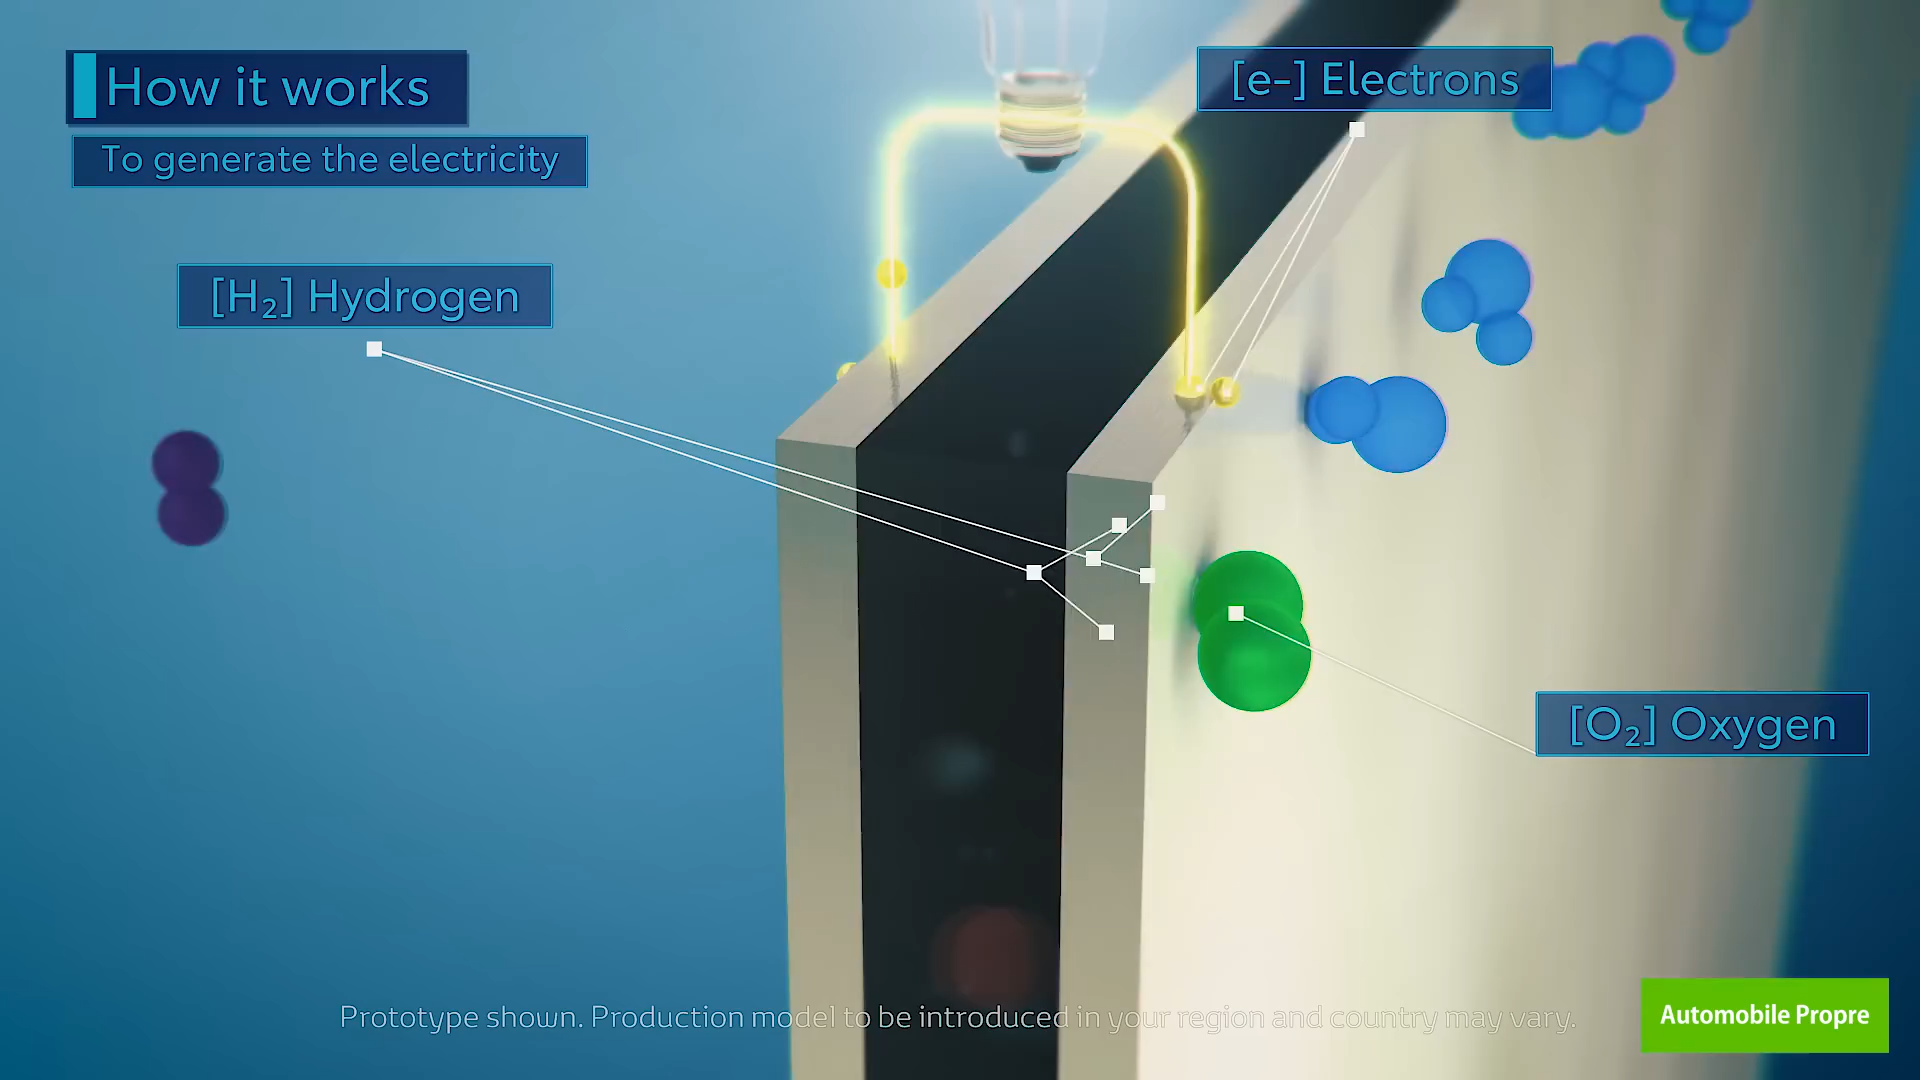 How it works
To generate the electricity
[e-] Electrons
[H₂] Hydrogen
[O₂] Oxygen
Prototype shown. Production model to be introduced in your region and country may vary.
Automobile Propre